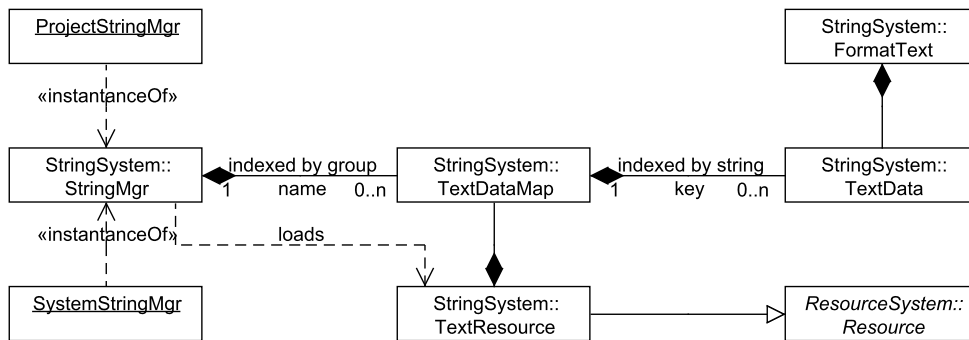 ProjectStringMgr
StringSystem::
FormatText
«instantanceOf»
StringSystem::
StringMgr
indexed by group
1 name 0..n
StringSystem::
TextDataMap
indexed by string
1 key 0..n
StringSystem::
TextData
«instantanceOf»
loads
SystemStringMgr
StringSystem::
TextResource
ResourceSystem::
Resource